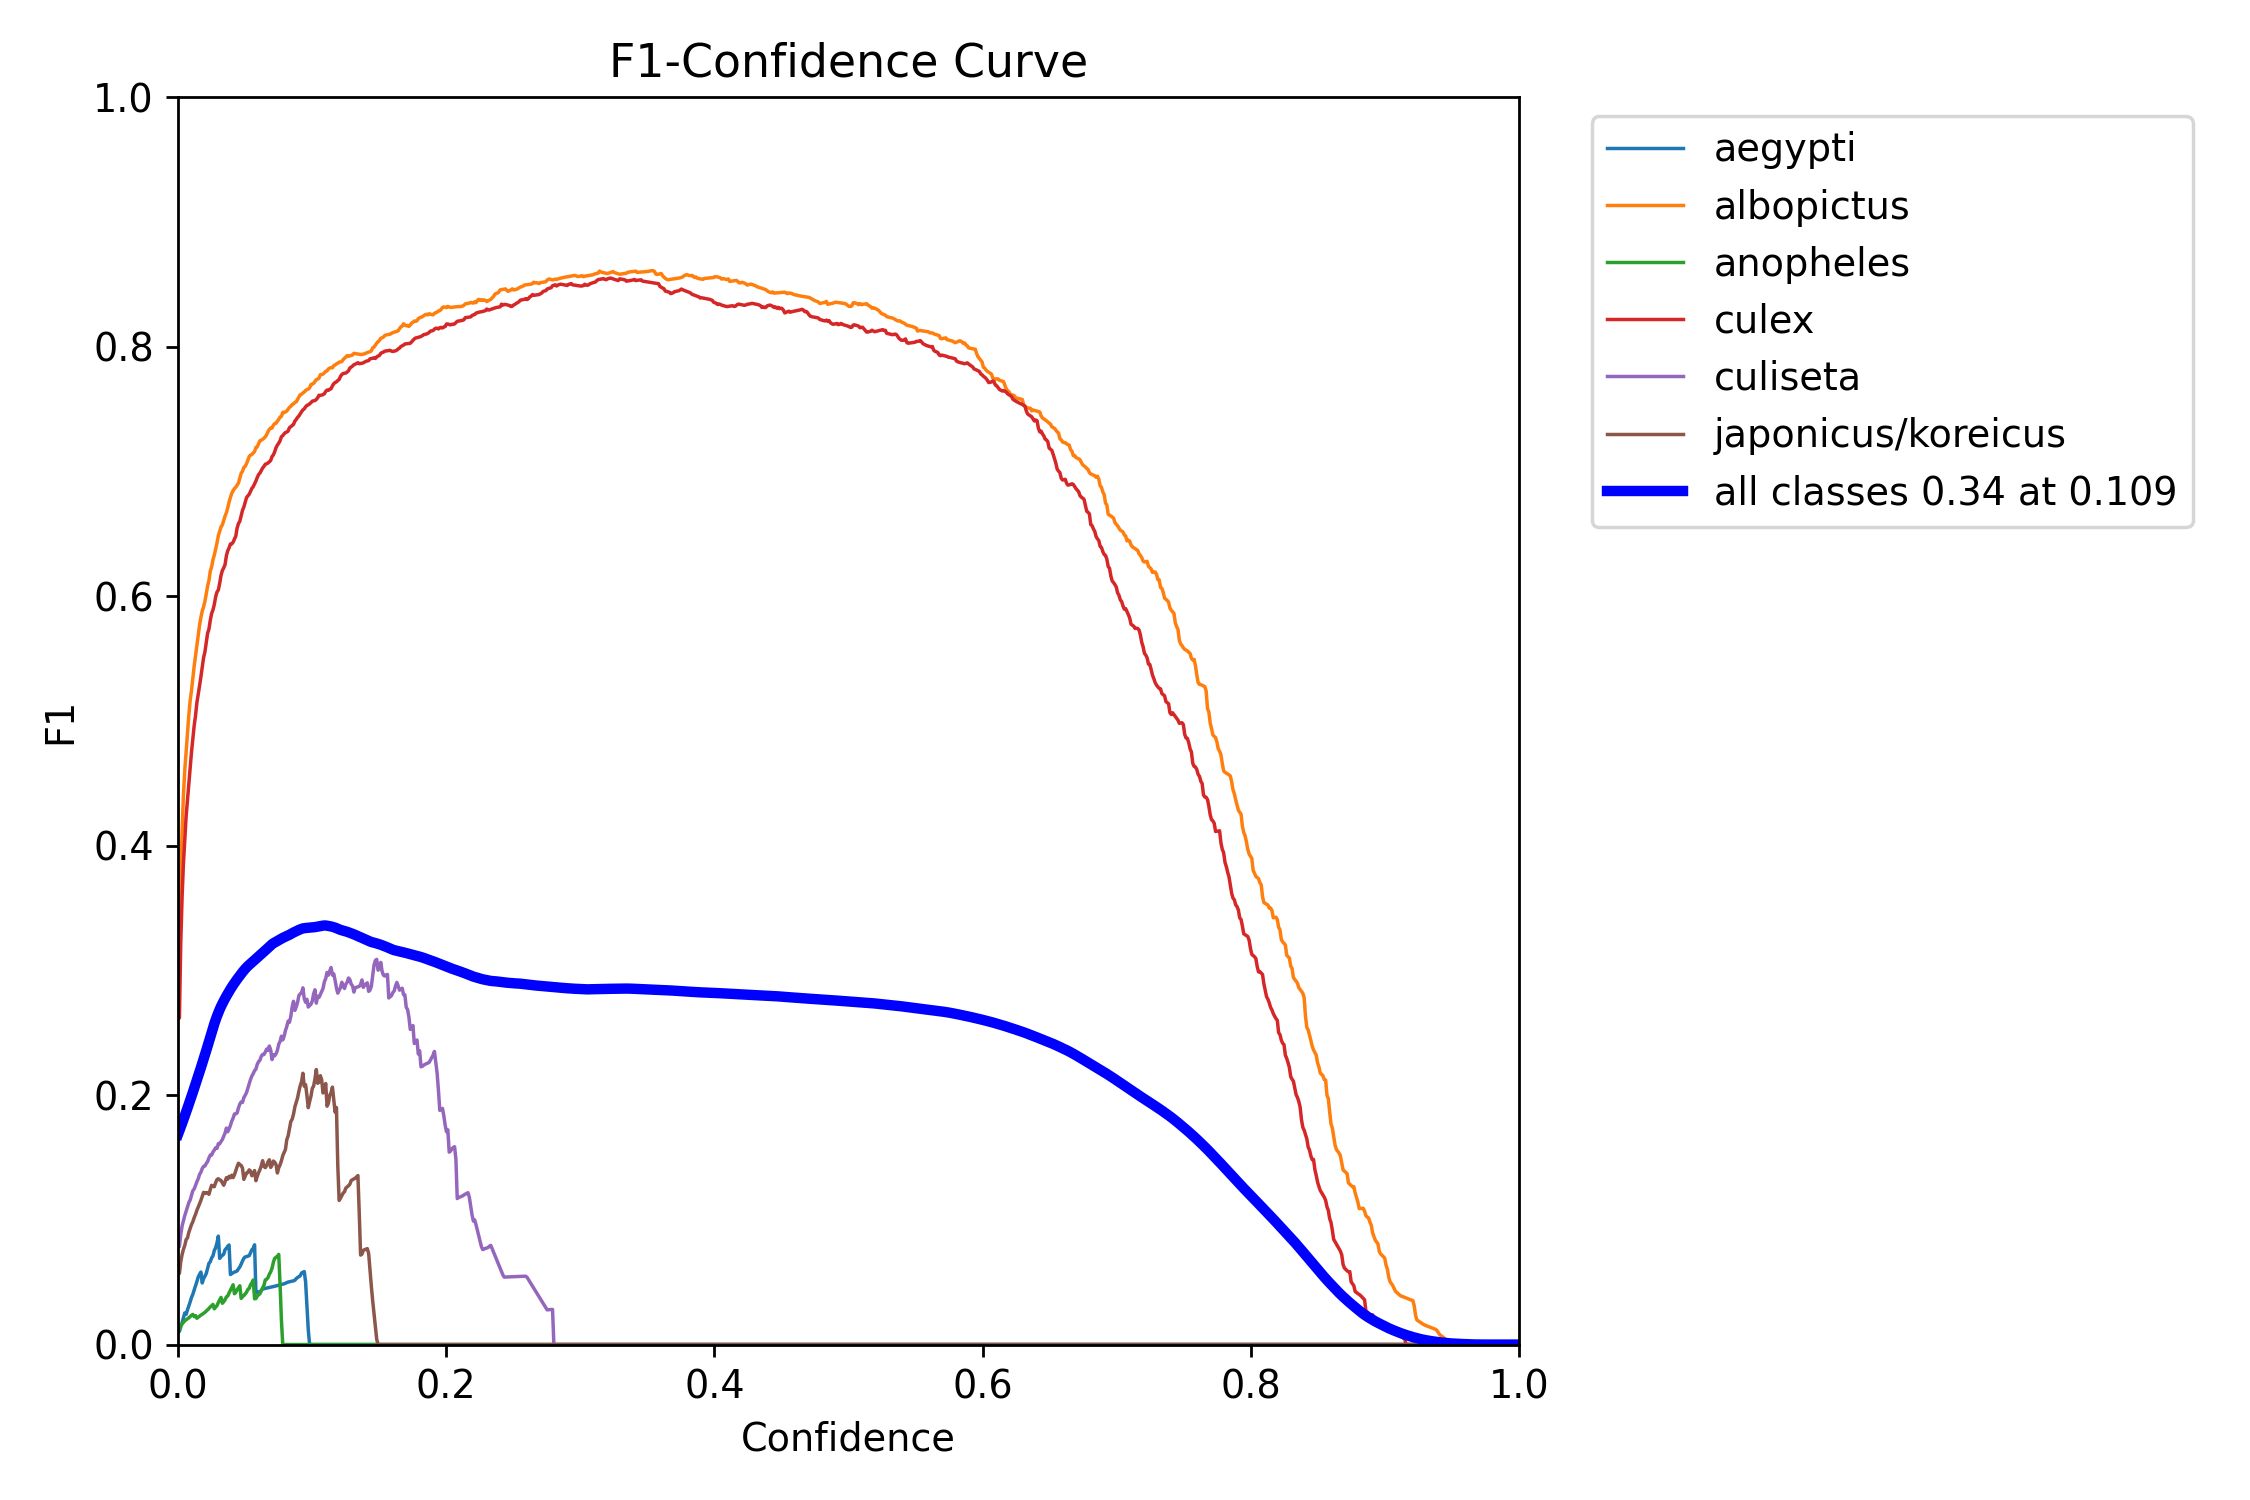 F1-Confidence Curve
1.0
0.8
0.6
0.4
0.2
0.0
F1
0.0 0.2 0.4 0.6 0.8 1.0
Confidence
aegypti
albopictus
anopheles
culex
culiseta
japonicus/koreicus
all classes 0.34 at 0.109